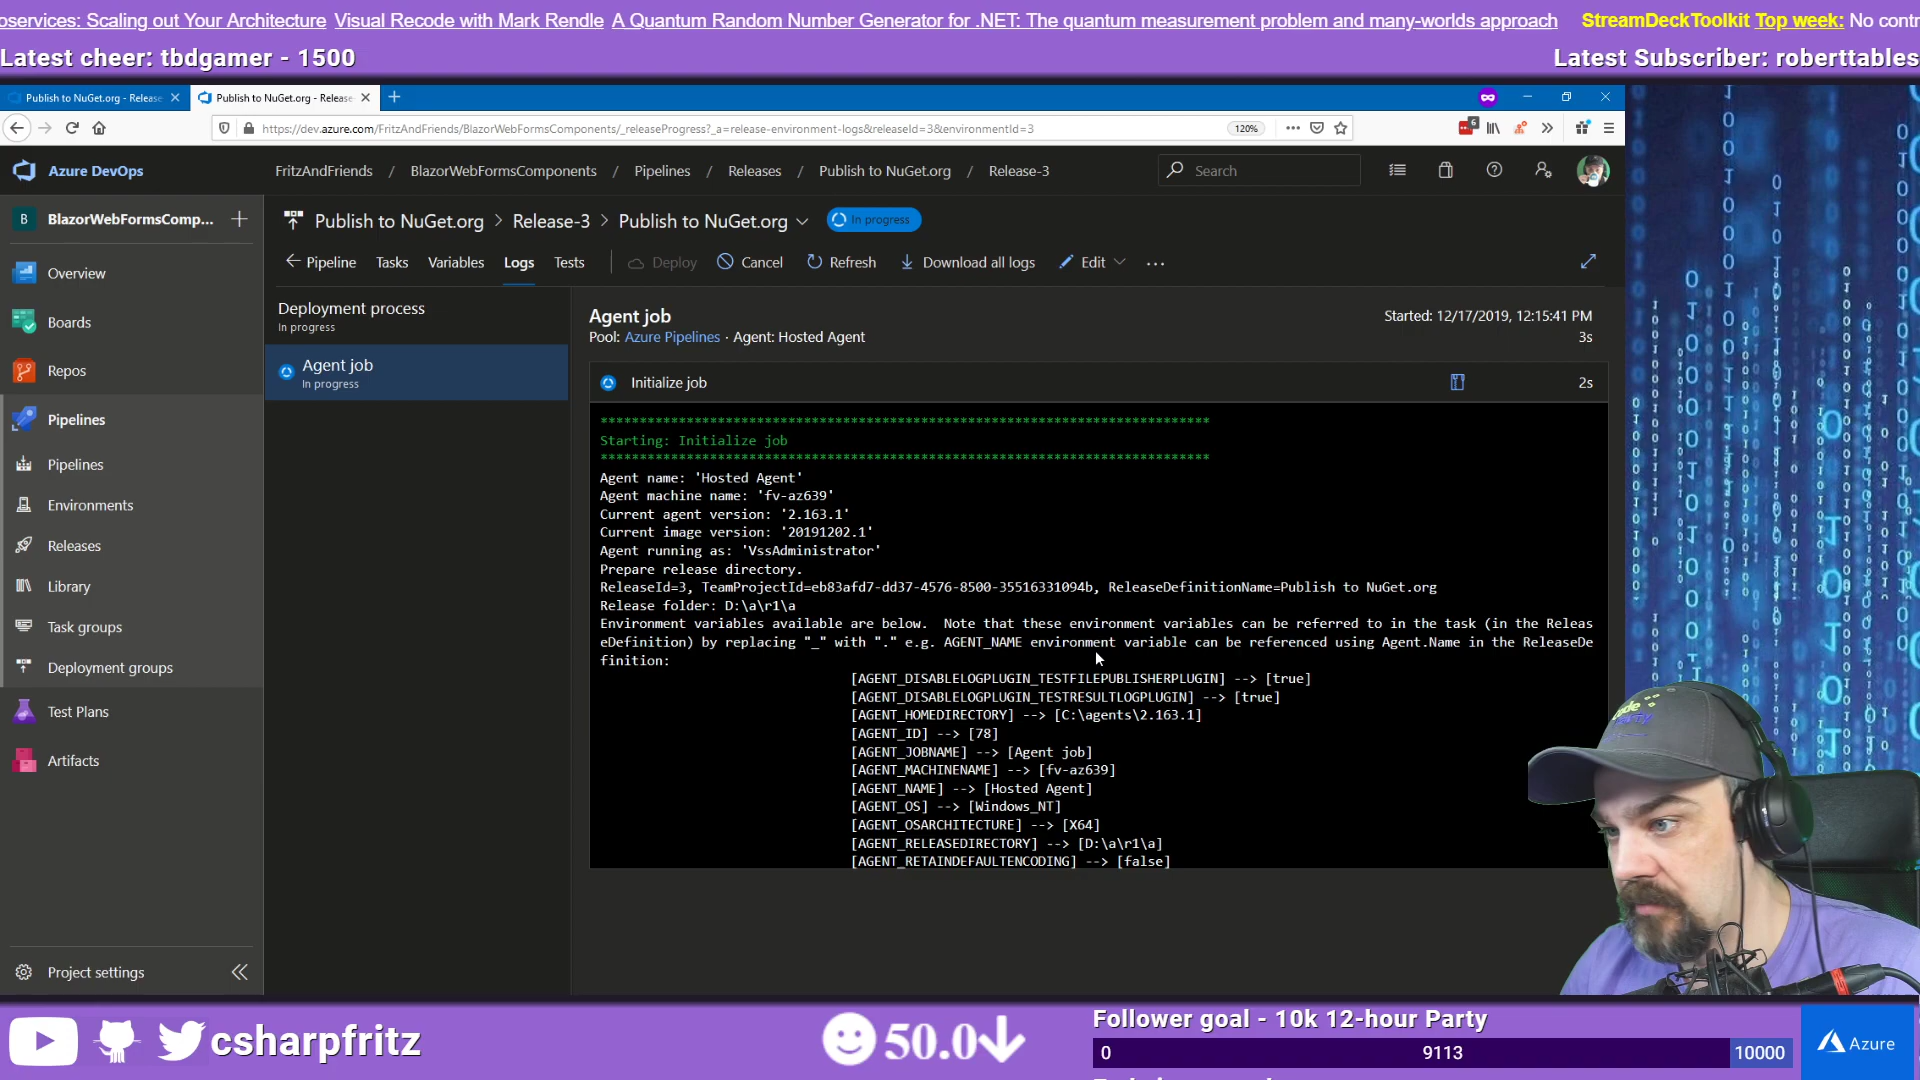 oservices: Scaling out Your Architecture Visual Recode with Mark Rendle A Quantum Random Number Generator for .NET: The quantum measurement problem and many-worlds approach StreamDeckToolkit Top week: No contr
Latest cheer: tbdgamer - 1500
Latest Subscriber: roberttables
Publish to NuGet.org - Release
Publish to NuGet.org - Release
https://dev.azure.com/FritzAndFriends/BlazorWebFormsComponents/_releaseProgress?_a=release-environment-logs&releaseId=3&environmentId=3
120%
6
Azure DevOps
FritzAndFriends / BlazorWebFormsComponents / Pipelines / Releases / Publish to NuGet.org / Release-3
Search
B BlazorWebFormsComp...
Publish to NuGet.org > Release-3 > Publish to NuGet.org
In progress
Pipeline Tasks Variables Logs Tests Deploy Cancel Refresh Download all logs Edit ...
Overview
Boards
Repos
Pipelines
Pipelines
Environments
Releases
Library
Task groups
Deployment groups
Test Plans
Artifacts
Project settings
Deployment process
In progress
Agent job
In progress
Agent job
Pool: Azure Pipelines · Agent: Hosted Agent
Started: 12/17/2019, 12:15:41 PM
3s
Initialize job
2s
******************************************************************************
Starting: Initialize job
******************************************************************************
Agent name: 'Hosted Agent'
Agent machine name: 'fv-az639'
Current agent version: '2.163.1'
Current image version: '20191202.1'
Agent running as: 'VssAdministrator'
Prepare release directory.
ReleaseId=3, TeamProjectId=eb83afd7-dd37-4576-8500-35516331094b, ReleaseDefinitionName=Publish to NuGet.org
Release folder: D:\a\r1\a
Environment variables available are below.  Note that these environment variables can be referred to in the task (in the Releas
eDefinition) by replacing "_" with "." e.g. AGENT_NAME environment variable can be referenced using Agent.Name in the ReleaseDe
finition:
[AGENT_DISABLELOGPLUGIN_TESTFILEPUBLISHERPLUGIN] --> [true]
[AGENT_DISABLELOGPLUGIN_TESTRESULTLOGPLUGIN] --> [true]
[AGENT_HOMEDIRECTORY] --> [C:\agents\2.163.1]
[AGENT_ID] --> [78]
[AGENT_JOBNAME] --> [Agent job]
[AGENT_MACHINENAME] --> [fv-az639]
[AGENT_NAME] --> [Hosted Agent]
[AGENT_OS] --> [Windows_NT]
[AGENT_OSARCHITECTURE] --> [X64]
[AGENT_RELEASEDIRECTORY] --> [D:\a\r1\a]
[AGENT_RETAINDEFAULTENCODING] --> [false]
csharpfritz
50.0
Follower goal - 10k 12-hour Party
0 9113 10000
Azure